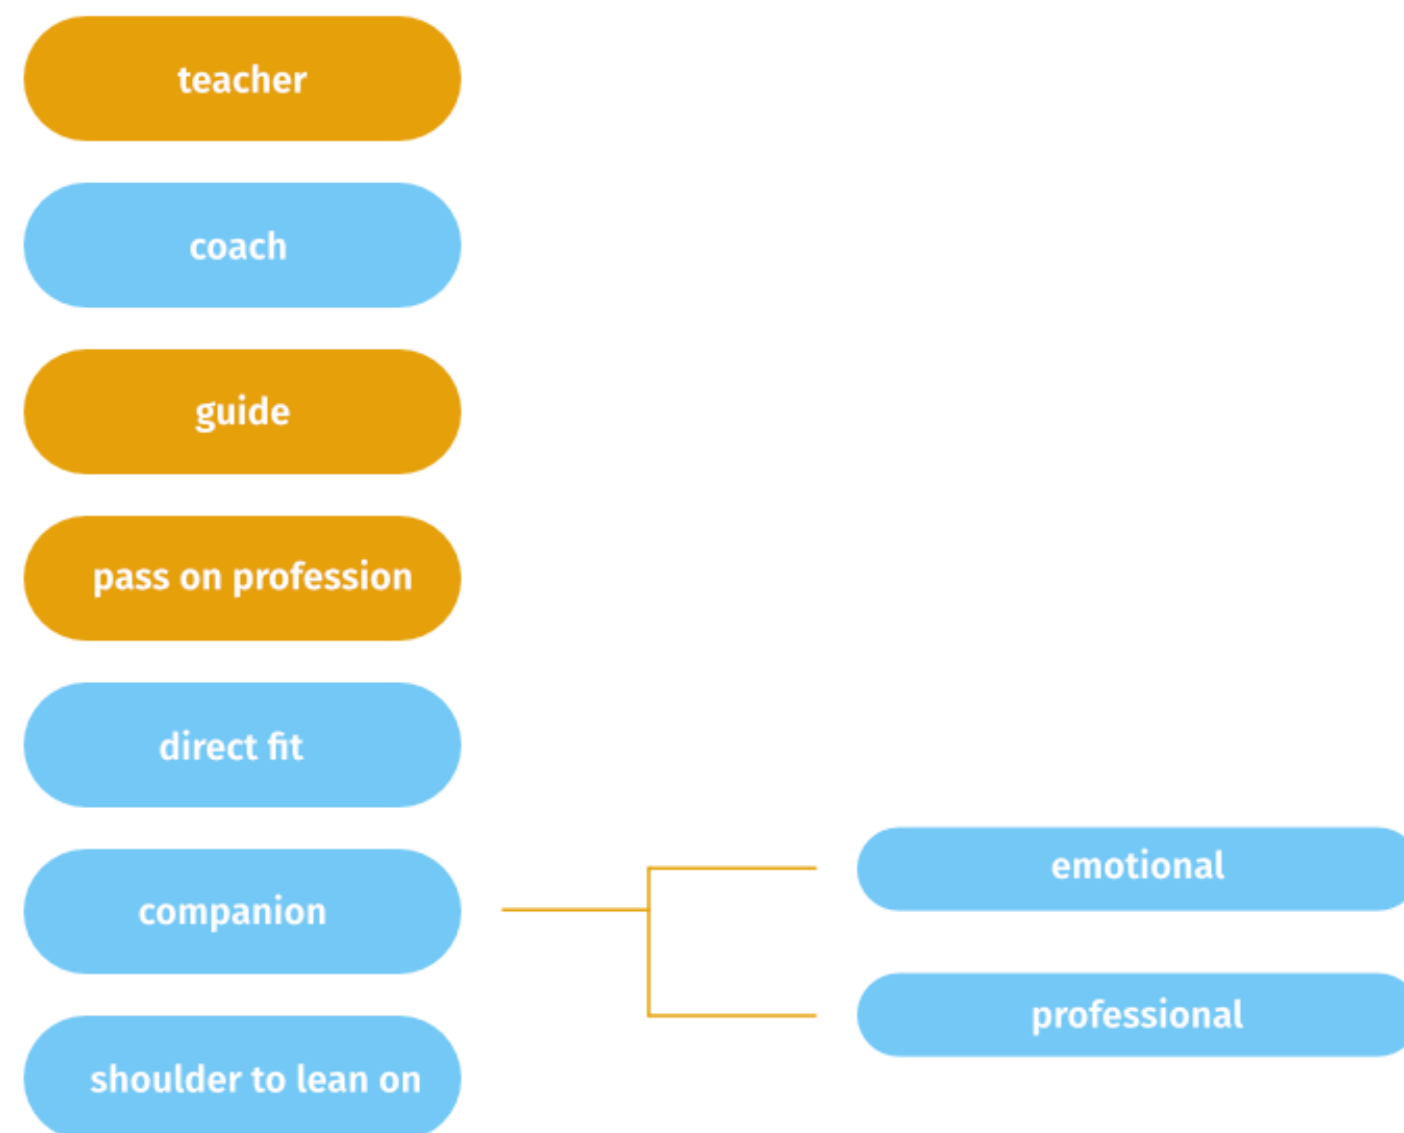 teacher
coach
guide
pass on profession
direct fit
companion
emotional
professional
shoulder to lean on